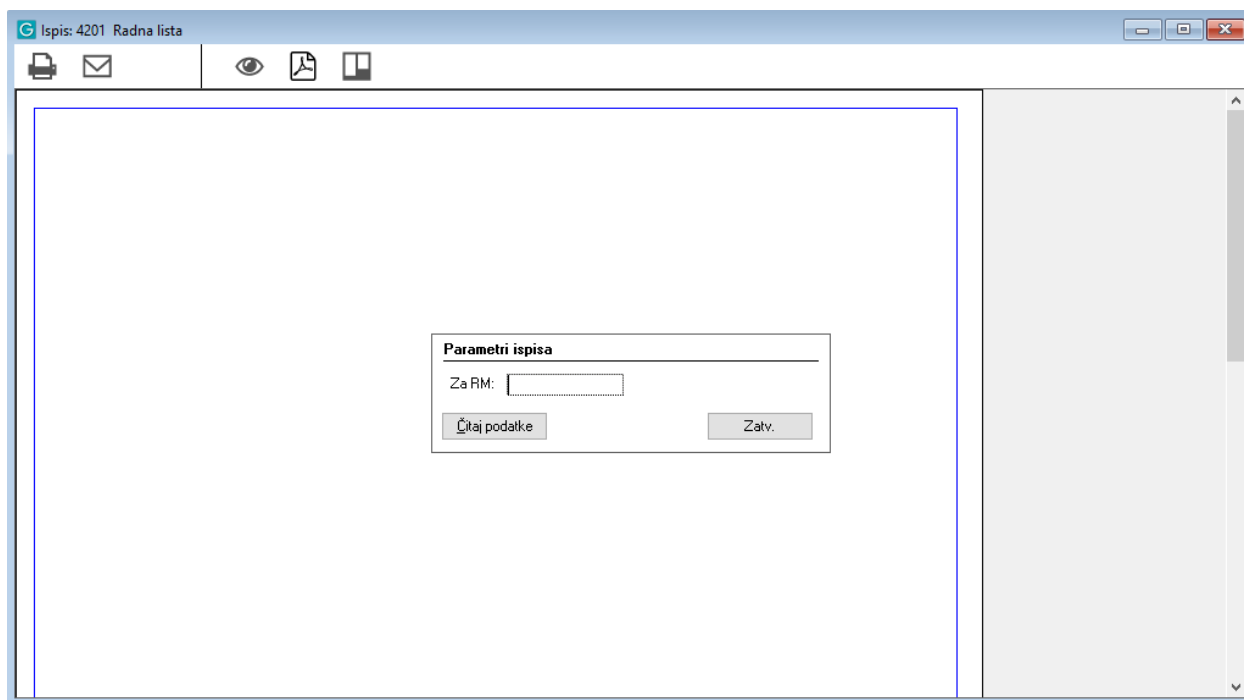 G Ispis: 4201 Radna lista
Parametri ispisa
Za RM:
Čitaj podatke
Zatv.